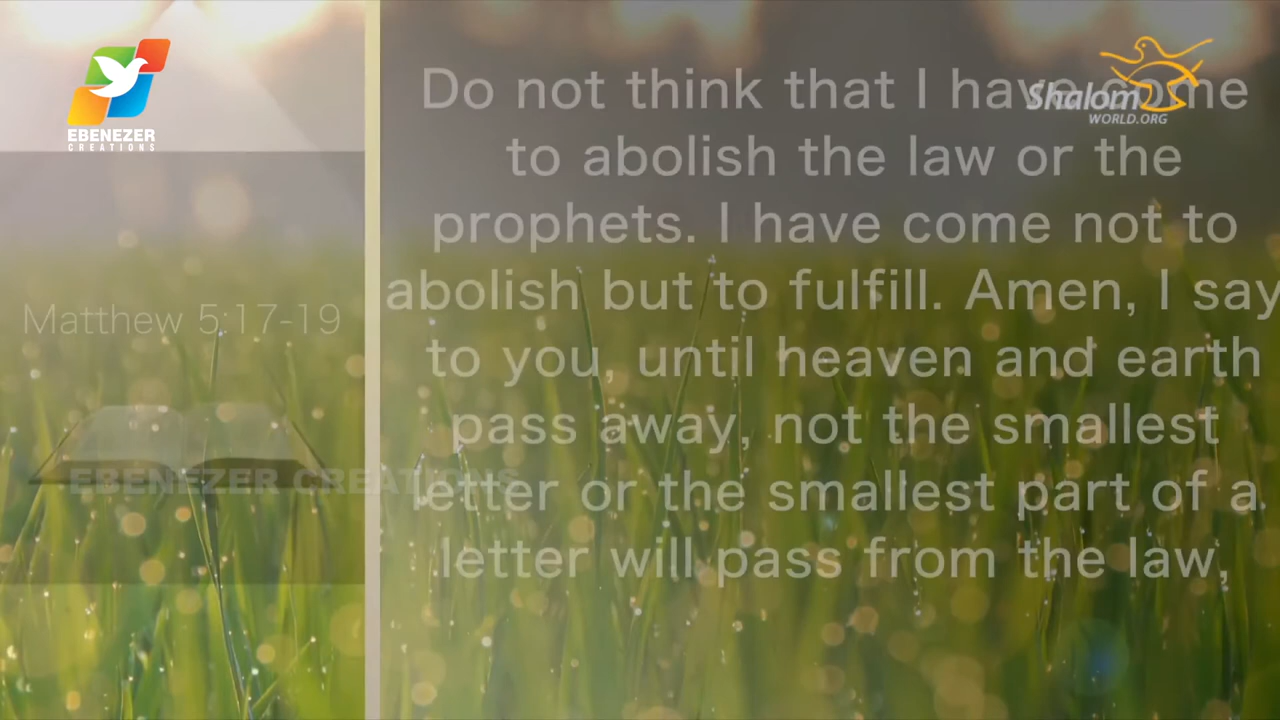 EBENEZER
CREATIONS
Shalom
WORLD.ORG
Do not think that I have come
to abolish the law or the
prophets. I have come not to
abolish but to fulfill. Amen, I say
to you, until heaven and earth
pass away, not the smallest
letter or the smallest part of a
letter will pass from the law,
Matthew 5:17-19
EBENEZER CREATIONS